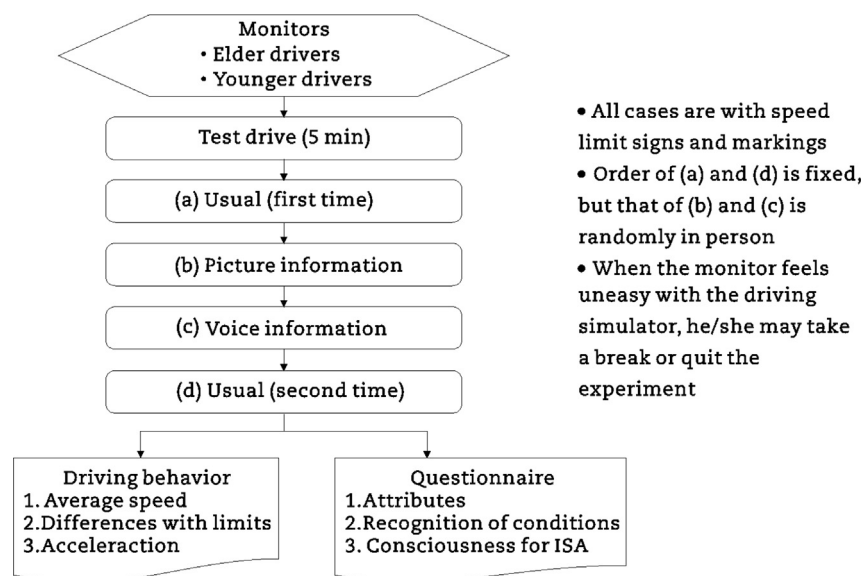 Monitors
• Elder drivers
• Younger drivers
Test drive (5 min)
(a) Usual (first time)
(b) Picture information
(c) Voice information
(d) Usual (second time)
Driving behavior
1. Average speed
2.Differences with limits
3.Acceleraction
Questionnaire
1.Attributes
2.Recognition of conditions
3. Consciousness for ISA
• All cases are with speed
limit signs and markings
• Order of (a) and (d) is fixed,
but that of (b) and (c) is
randomly in person
• When the monitor feels
uneasy with the driving
simulator, he/she may take
a break or quit the
experiment